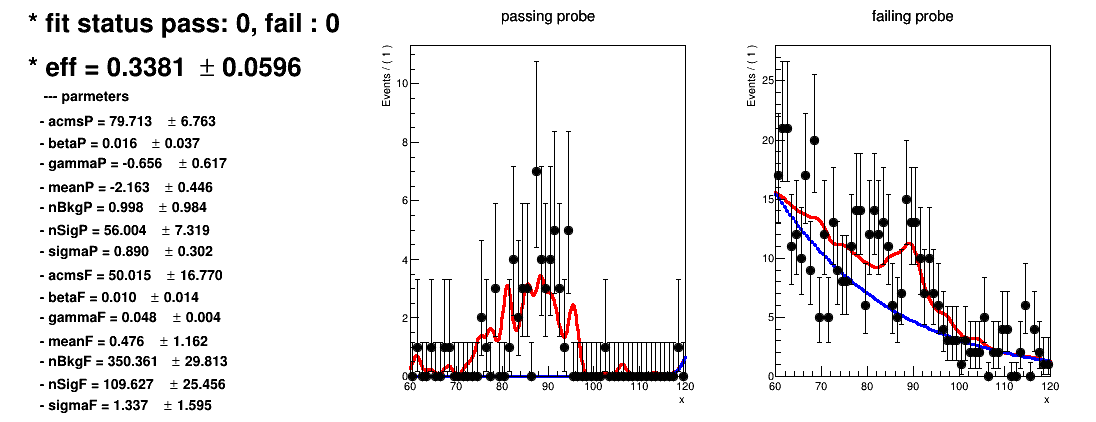 * fit status pass: 0, fail : 0
* eff = 0.3381 ± 0.0596
--- parmeters
- acmsP = 79.713 ± 6.763
- betaP = 0.016 ± 0.037
- gammaP = -0.656 ± 0.617
- meanP = -2.163 ± 0.446
- nBkgP = 0.998 ± 0.984
- nSigP = 56.004 ± 7.319
- sigmaP = 0.890 ± 0.302
- acmsF = 50.015 ± 16.770
- betaF = 0.010 ± 0.014
- gammaF = 0.048 ± 0.004
- meanF = 0.476 ± 1.162
- nBkgF = 350.361 ± 29.813
- nSigF = 109.627 ± 25.456
- sigmaF = 1.337 ± 1.595
passing probe
Events / ( 1 )
10
8
6
4
2
0
60 70 80 90 100 110 120
x
failing probe
Events / ( 1 )
25
20
15
10
5
0
60 70 80 90 100 110 120
x